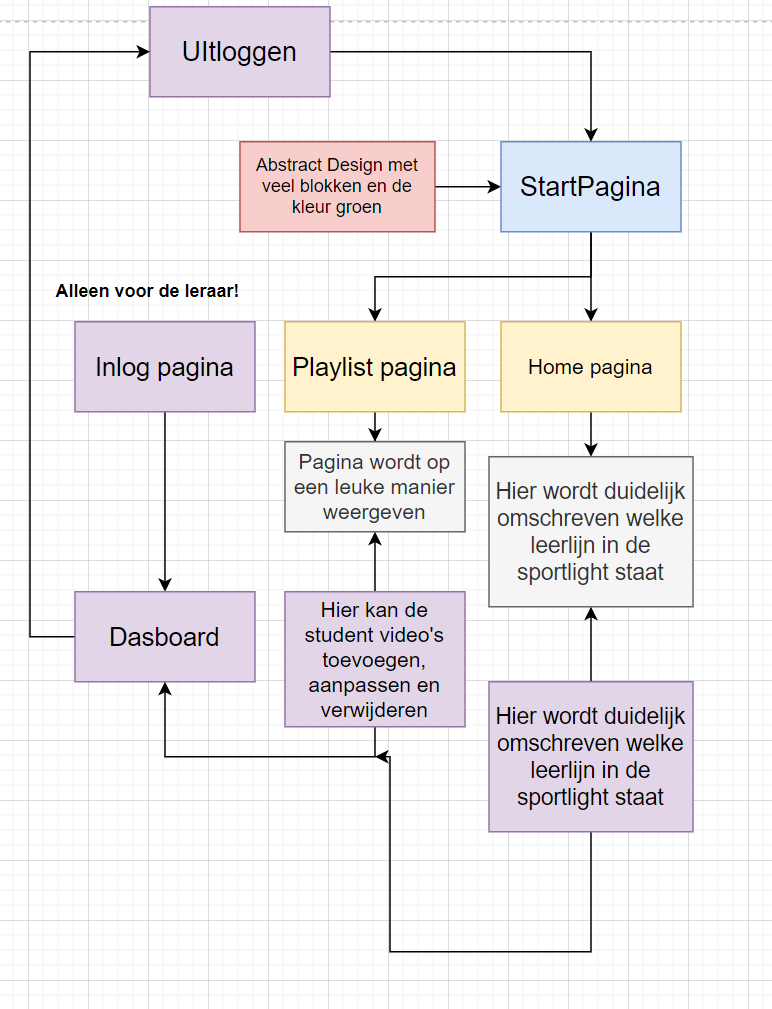 UItloggen
Abstract Design met
veel blokken en de
kleur groen
StartPagina
Alleen voor de leraar!
Inlog pagina
Playlist pagina
Home pagina
Pagina wordt op
een leuke manier
weergeven
Hier wordt duidelijk
omschreven welke
leerlijn in de
sportlight staat
Dasboard
Hier kan de
student video's
toevoegen,
aanpassen en
verwijderen
Hier wordt duidelijk
omschreven welke
leerlijn in de
sportlight staat